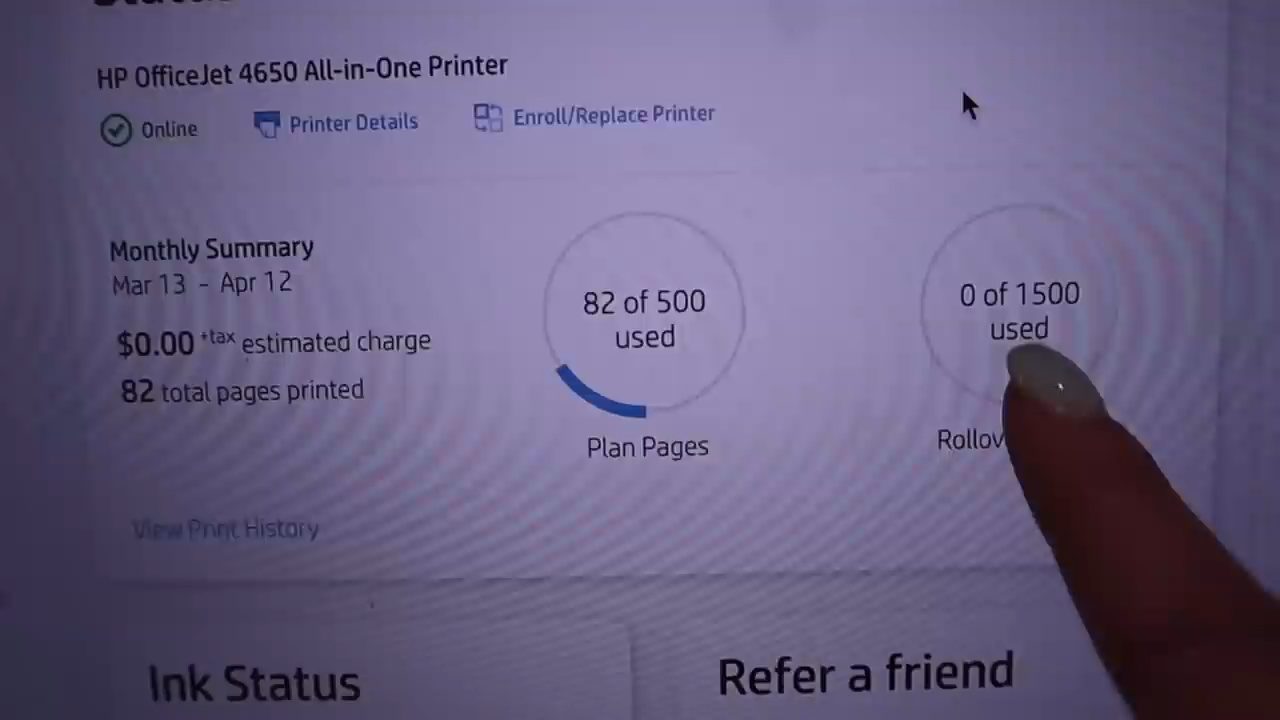 HP OfficeJet 4650 All-in-One Printer
Online Printer Details Enroll/Replace Printer
Monthly Summary
Mar 13 - Apr 12
$0.00 +tax estimated charge
82 total pages printed
82 of 500
used
Plan Pages
0 of 1500
used
View Print History
Ink Status
Refer a friend